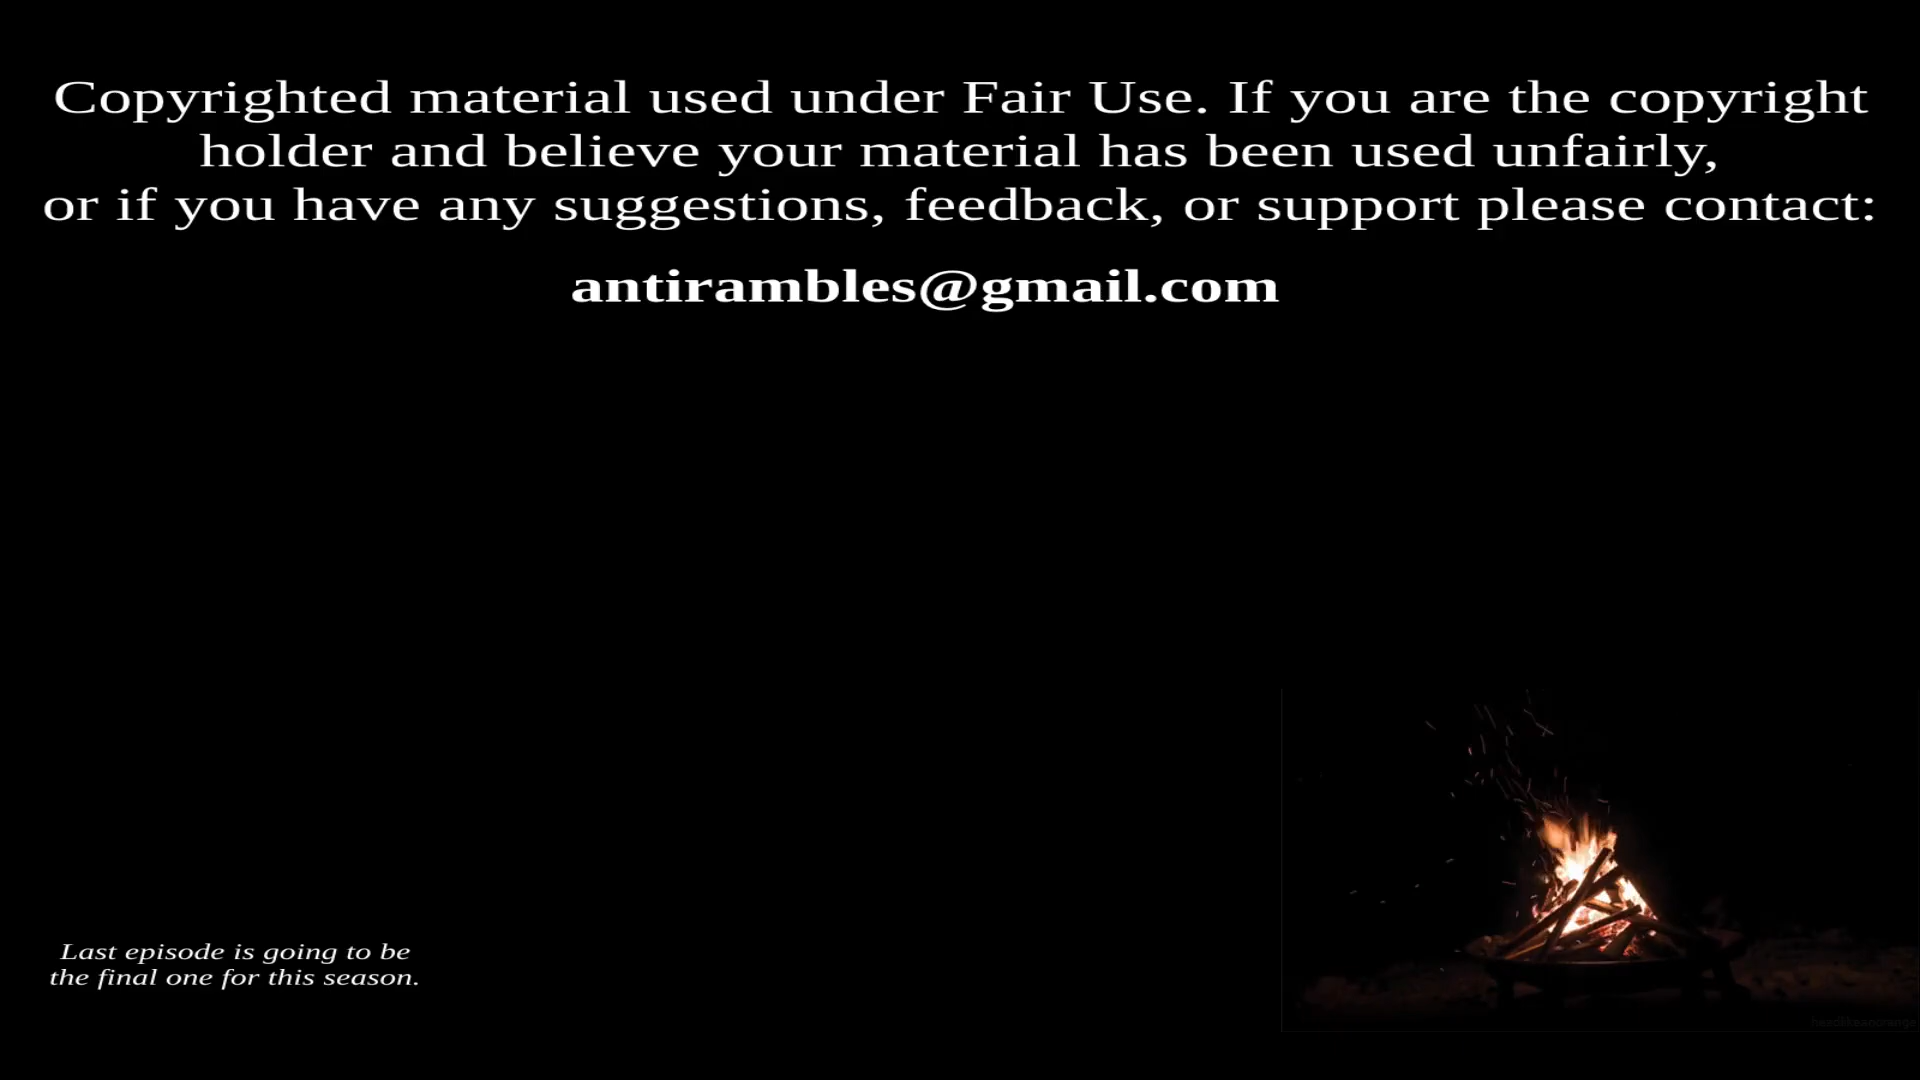 Copyrighted material used under Fair Use. If you are the copyright
holder and believe your material has been used unfairly,
or if you have any suggestions, feedback, or support please contact:
antirambles@gmail.com
Last episode is going to be
the final one for this season.